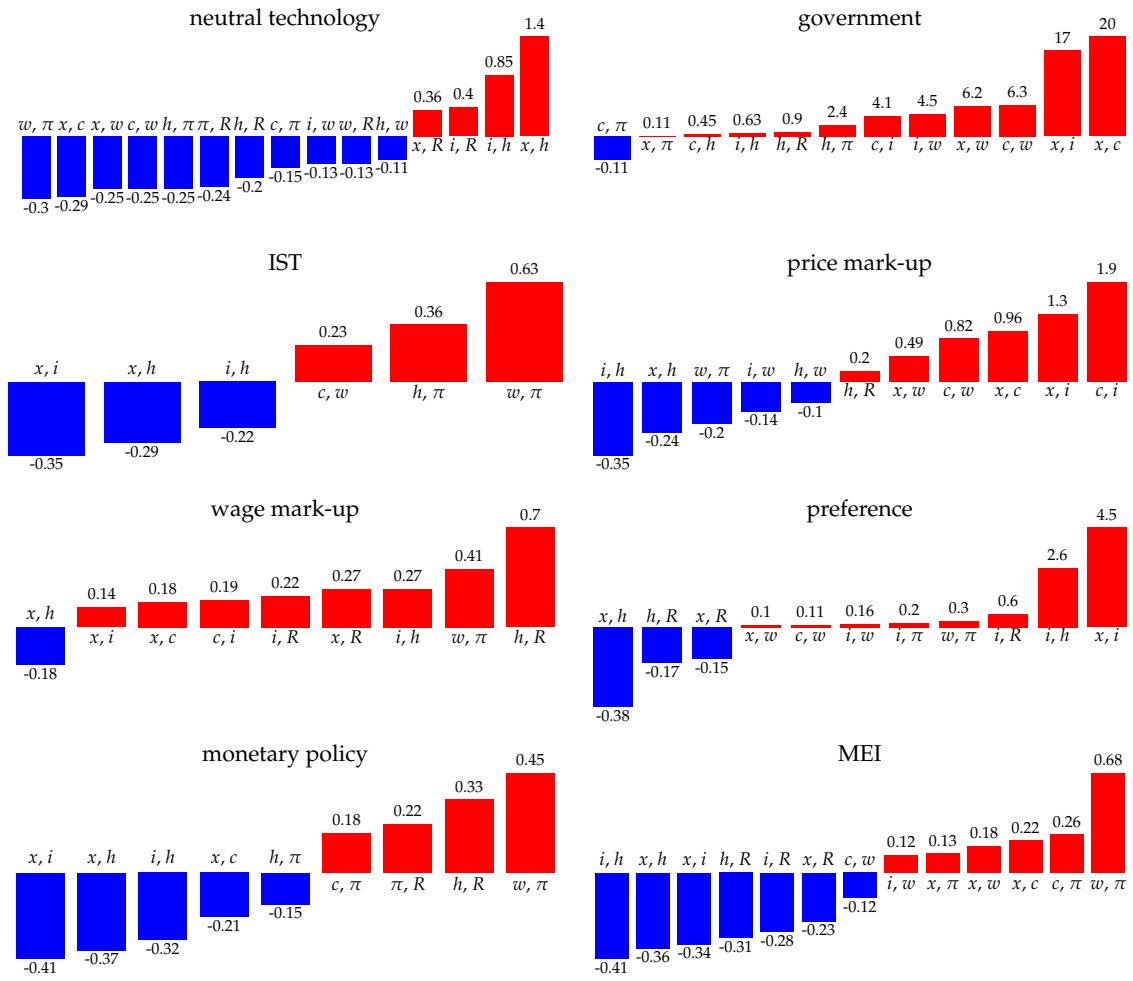 neutral technology
1.4
0.85
0.36 0.4
w, π x, c x, w c, w h, π π, R h, R c, π i, w w, R h, w
x, R i, R i, h x, h
-0.3 -0.29 -0.25 -0.25 -0.25 -0.24 -0.2 -0.15 -0.13 -0.13 -0.11
government
17 20
0.11 0.45 0.63 0.9 2.4 4.1 4.5 6.2 6.3
c, π
x, π c, h i, h h, R h, π c, i i, w x, w c, w x, i x, c
-0.11
IST
0.63
0.23 0.36
x, i x, h i, h
c, w h, π w, π
-0.35 -0.29 -0.22
price mark-up
1.9
0.2 0.49 0.82 0.96 1.3
i, h x, h w, π i, w h, w
h, R x, w c, w x, c x, i c, i
-0.35 -0.24 -0.2 -0.14 -0.1
wage mark-up
0.7
0.14 0.18 0.19 0.22 0.27 0.27 0.41
x, h
x, i x, c c, i i, R x, R i, h w, π h, R
-0.18
preference
4.5
2.6
0.1 0.11 0.16 0.2 0.3 0.6
x, h h, R x, R
x, w c, w i, w i, π w, π i, R i, h x, i
-0.38 -0.17 -0.15
monetary policy
0.45
0.18 0.22 0.33
x, i x, h i, h x, c h, π
c, π π, R h, R w, π
-0.41 -0.37 -0.32 -0.21 -0.15
MEI
0.68
0.12 0.13 0.18 0.22 0.26
i, h x, h x, i h, R i, R x, R c, w
i, w x, π x, w x, c c, π w, π
-0.41 -0.36 -0.34 -0.31 -0.28 -0.23 -0.12